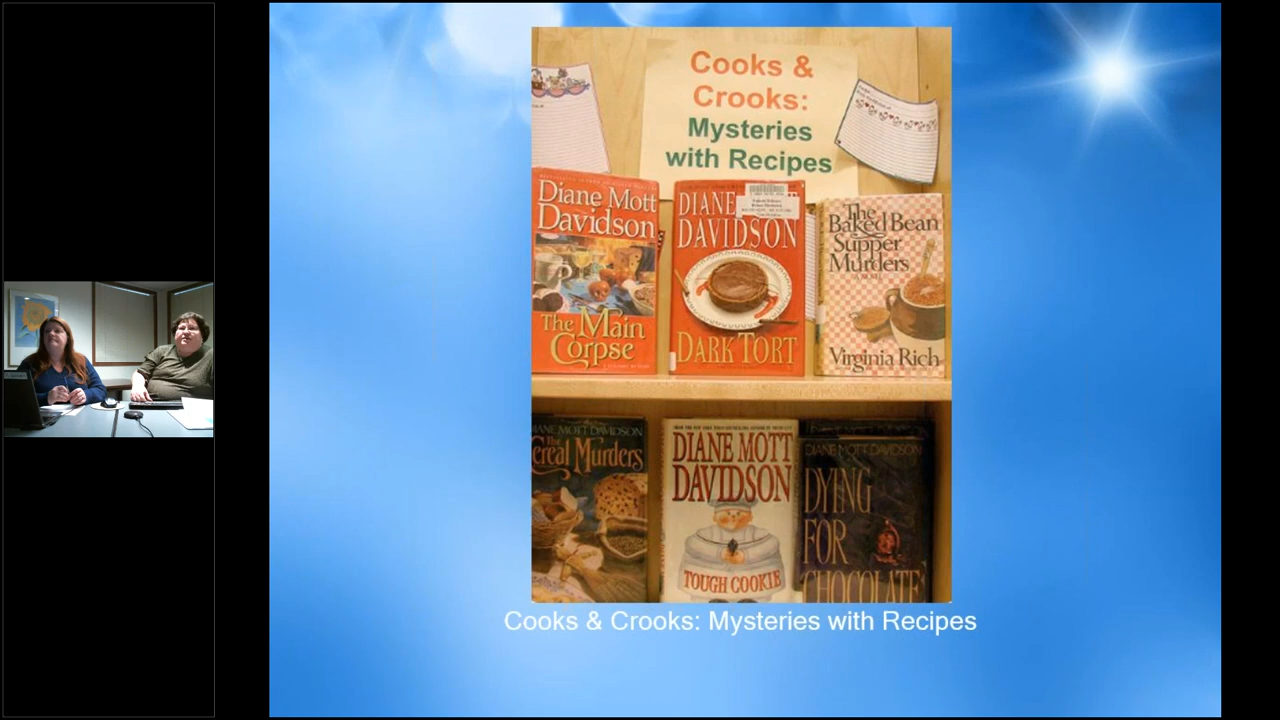 Cooks &
Crooks:
Mysteries
with Recipes
Diane Mott
Davidson
The Main
Corpse
DIANE
DAVIDSON
DARK TORT
The
Baked Bean
Supper
Murders
Virginia Rich
DIANE MOTT DAVIDSON
Cereal Murders
DIANE MOTT
DAVIDSON
TOUGH COOKIE
DIANE MOTT DAVIDSON
DYING
FOR
CHOCOLATE
Cooks & Crooks: Mysteries with Recipes